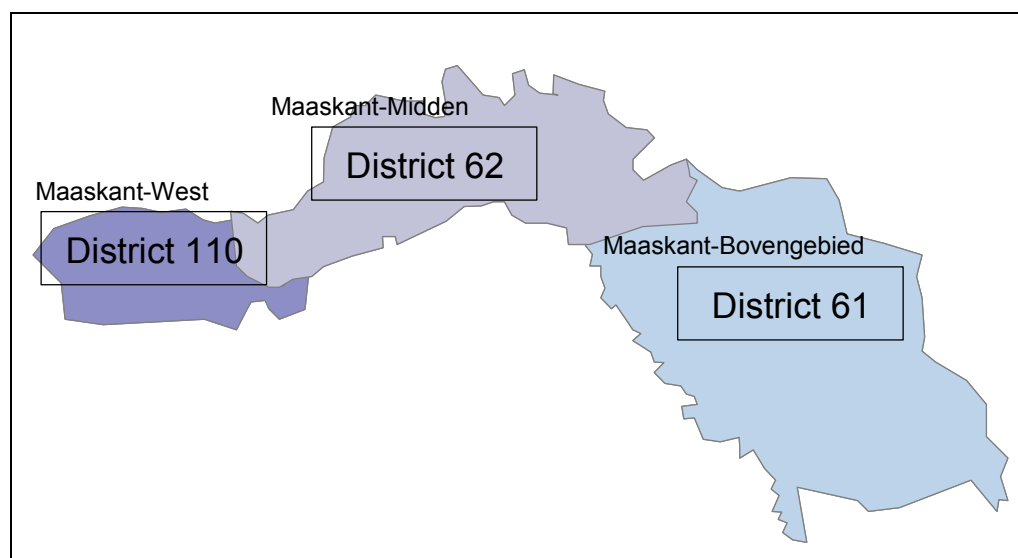 Maaskant-Midden
District 62
Maaskant-West
District 110
Maaskant-Bovengebied
District 61